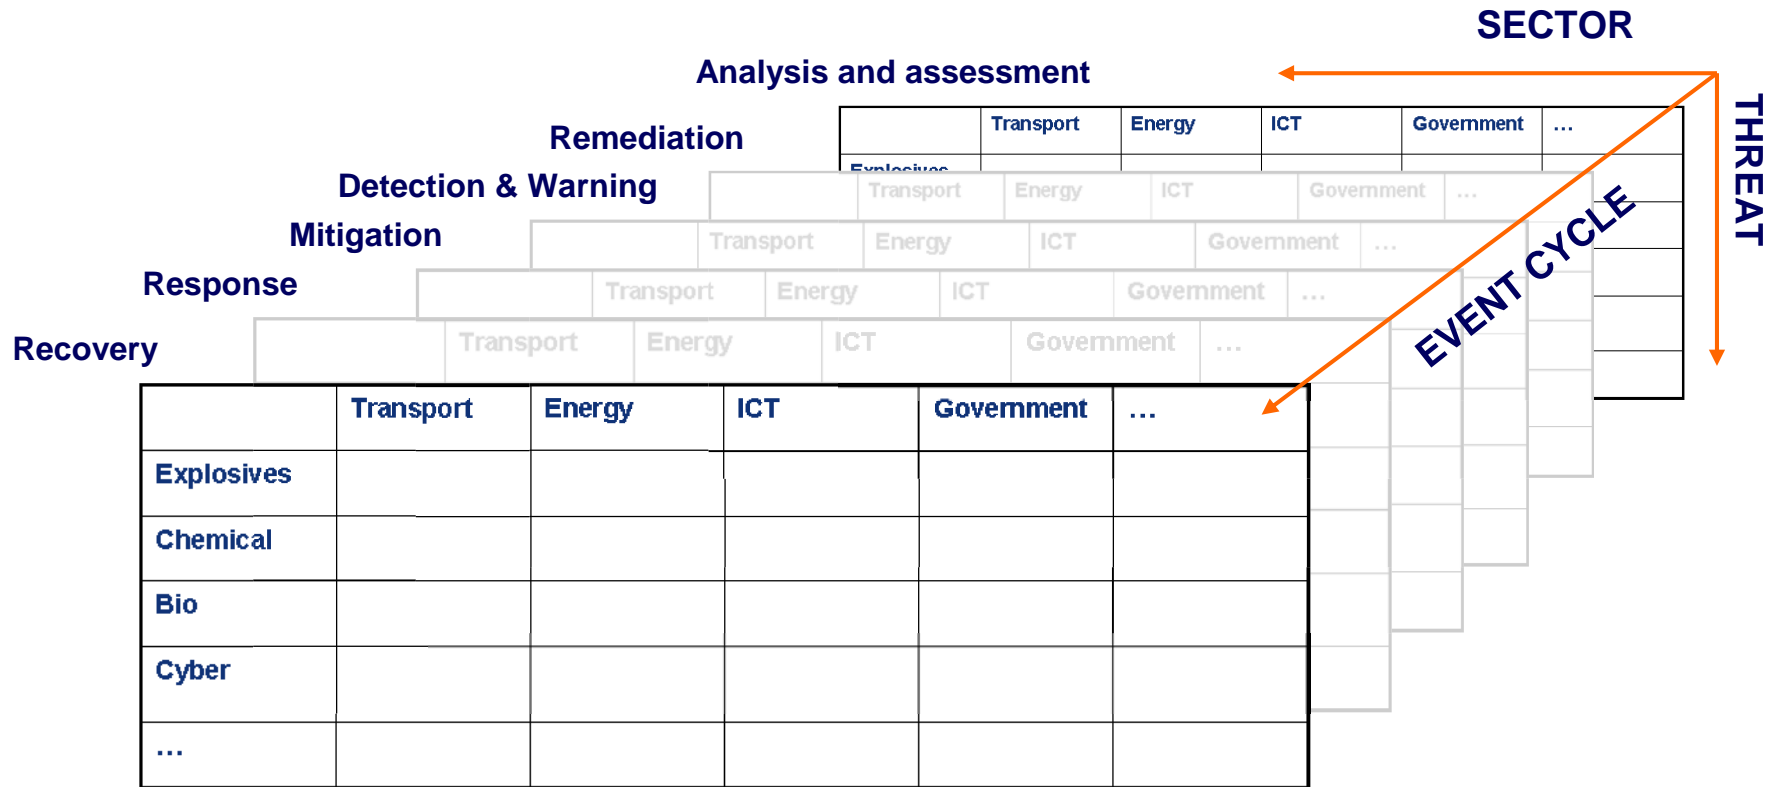 SECTOR
Analysis and assessment
THREAT
Transport Energy ICT Government ...
Remediation
Explosives
Detection & Warning
Transport Energy ICT Government ...
EVENT CYCLE
Mitigation
Transport Energy ICT Government ...
Response
Transport Energy ICT Government ...
Recovery
Transport Energy ICT Government ...
Transport Energy ICT Government ...
Explosives
Chemical
Bio
Cyber
...